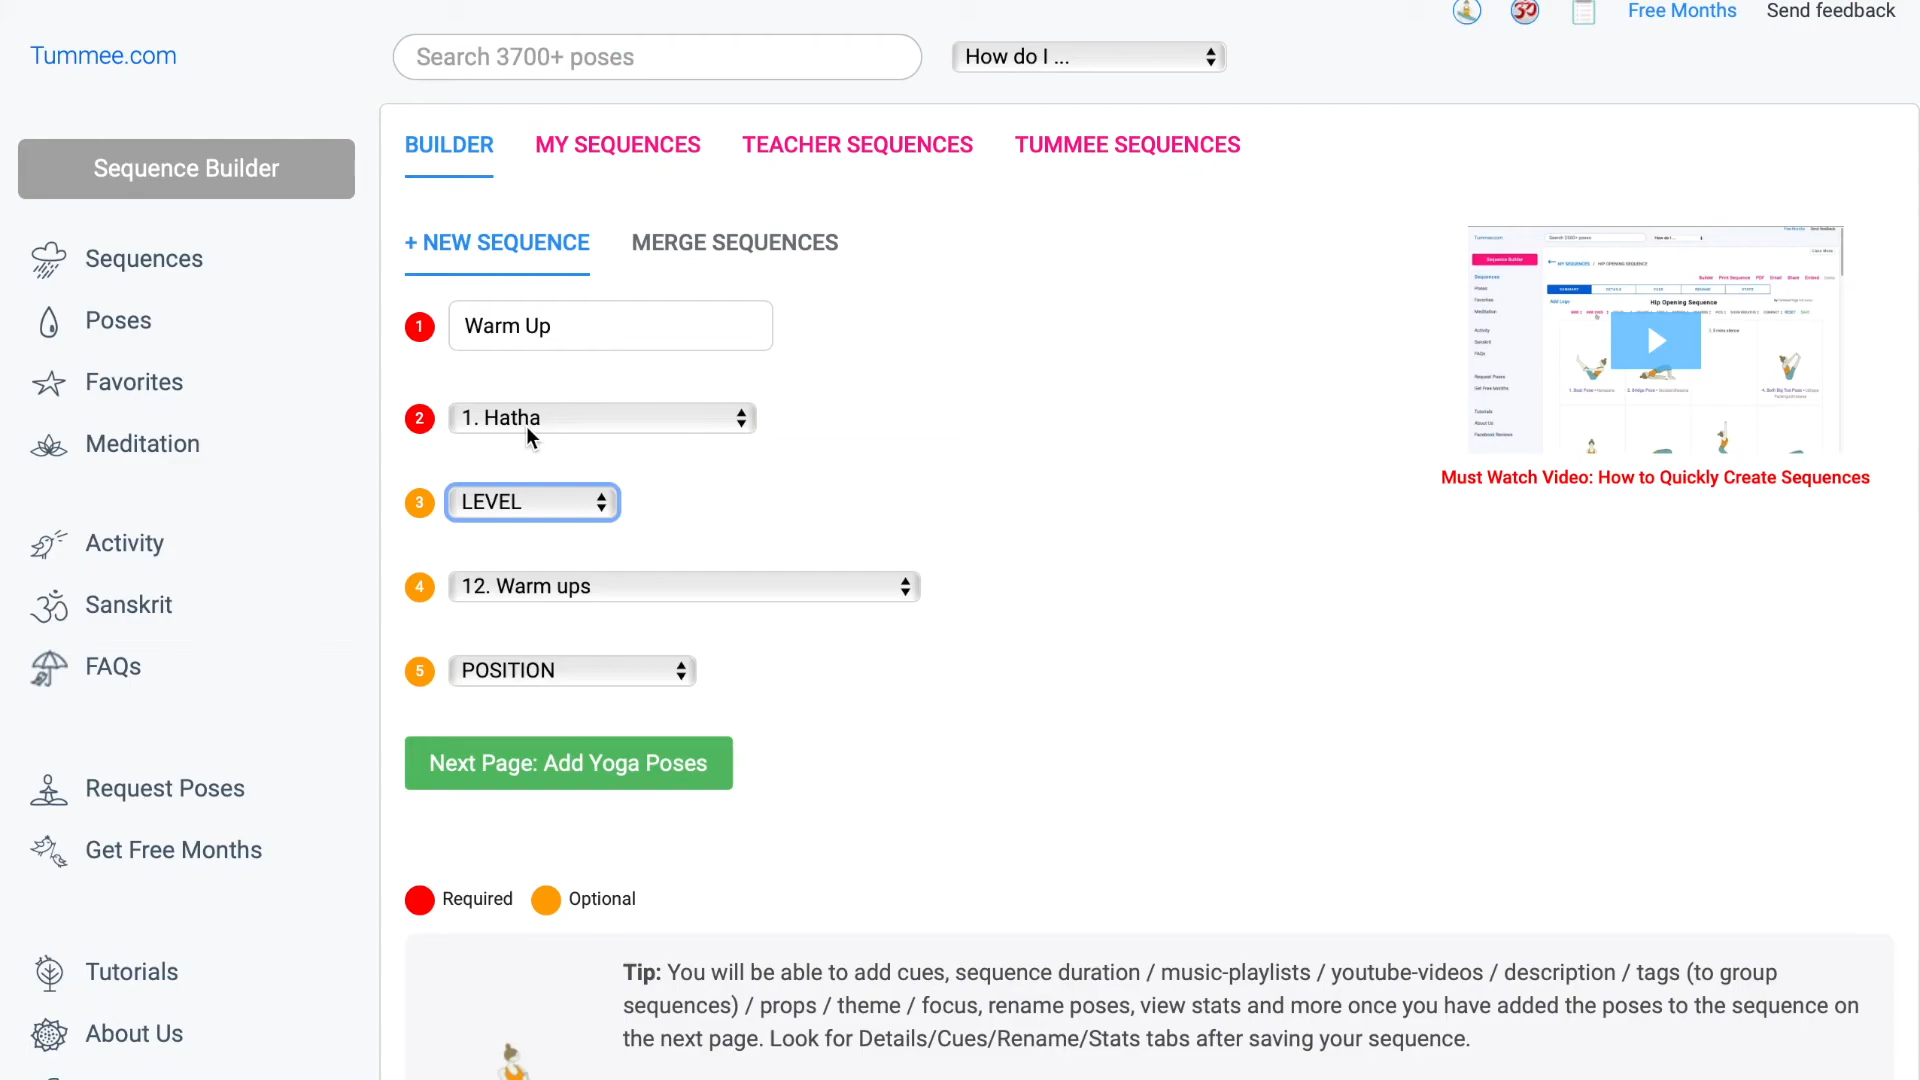 Free Months
Send feedback
Tummee.com
Search 3700+ poses
How do I ...
Sequence Builder
BUILDER
MY SEQUENCES
TEACHER SEQUENCES
TUMMEE SEQUENCES
Sequences
Poses
Favorites
Meditation
Activity
Sanskrit
FAQs
Request Poses
Get Free Months
Tutorials
About Us
+ NEW SEQUENCE
MERGE SEQUENCES
1
Warm Up
2
1. Hatha
3
LEVEL
4
12. Warm ups
5
POSITION
Next Page: Add Yoga Poses
Required
Optional
Hip Opening Sequence
Must Watch Video: How to Quickly Create Sequences
Tip: You will be able to add cues, sequence duration / music-playlists / youtube-videos / description / tags (to group
sequences) / props / theme / focus, rename poses, view stats and more once you have added the poses to the sequence on
the next page. Look for Details/Cues/Rename/Stats tabs after saving your sequence.